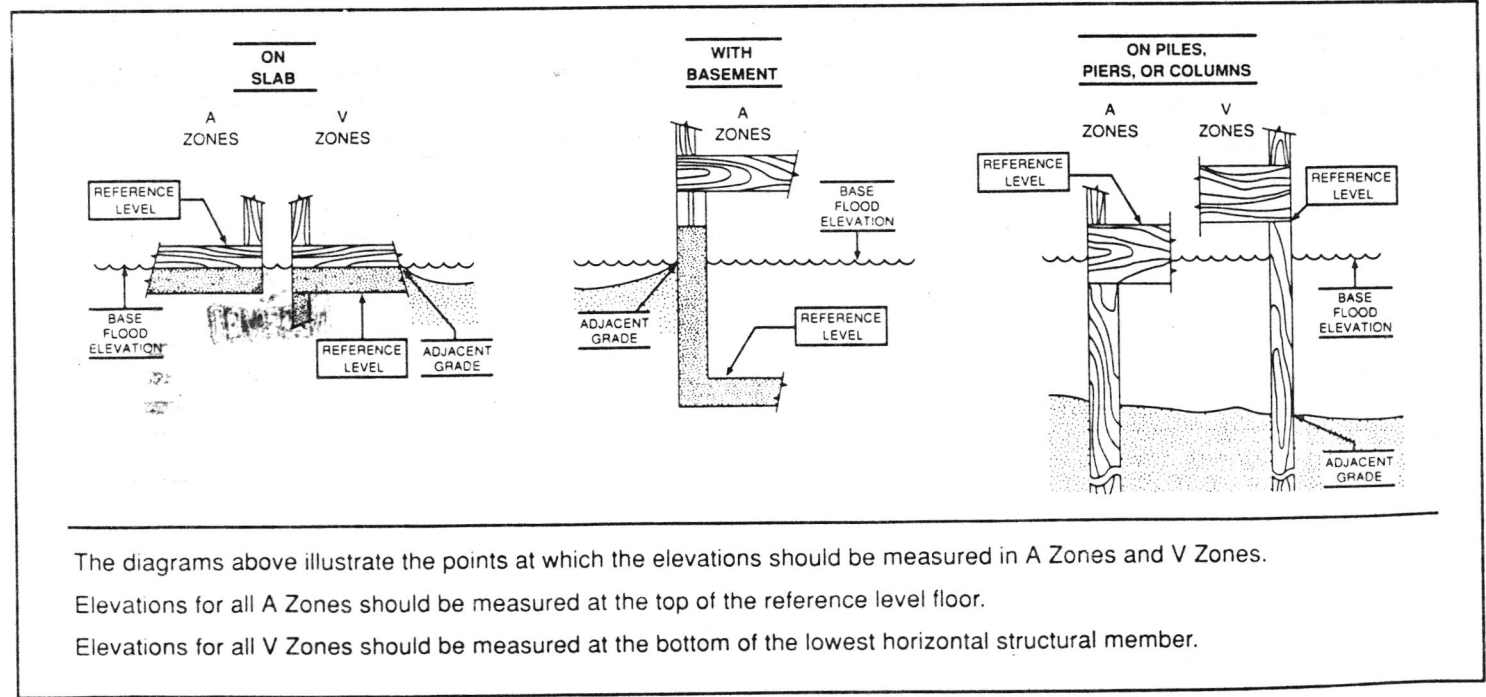 ON
SLAB
A
ZONES
V
ZONES
REFERENCE
LEVEL
BASE
FLOOD
ELEVATION
REFERENCE
LEVEL
ADJACENT
GRADE
WITH
BASEMENT
A
ZONES
BASE
FLOOD
ELEVATION
ADJACENT
GRADE
REFERENCE
LEVEL
ON PILES,
PIERS, OR COLUMNS
A
ZONES
V
ZONES
REFERENCE
LEVEL
REFERENCE
LEVEL
BASE
FLOOD
ELEVATION
ADJACENT
GRADE
The diagrams above illustrate the points at which the elevations should be measured in A Zones and V Zones.
Elevations for all A Zones should be measured at the top of the reference level floor.
Elevations for all V Zones should be measured at the bottom of the lowest horizontal structural member.